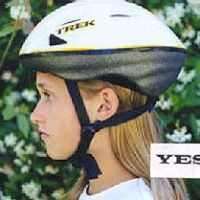 TREK
YES